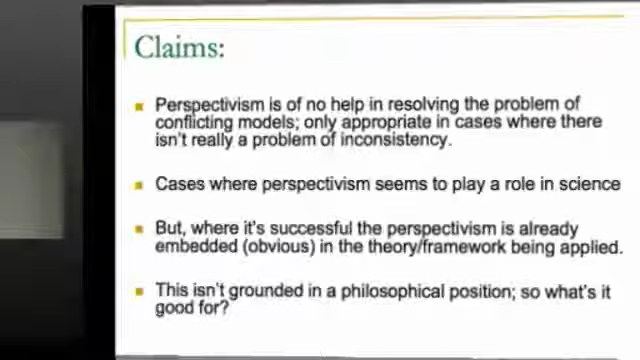 Claims:
Perspectivism is of no help in resolving the problem of
conflicting models; only appropriate in cases where there
isn't really a problem of inconsistency.
Cases where perspectivism seems to play a role in science
But, where it's successful the perspectivism is already
embedded (obvious) in the theory/framework being applied.
This isn't grounded in a philosophical position; so what's it
good for?